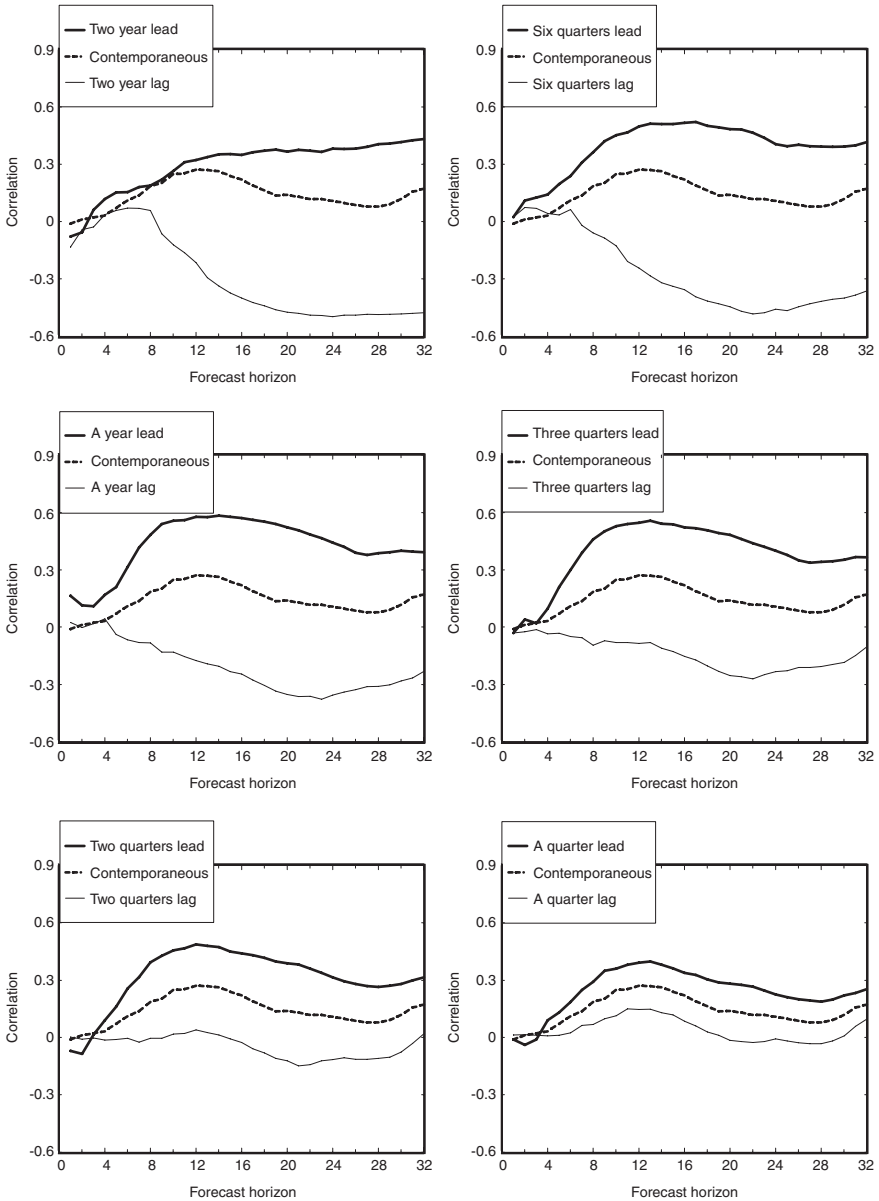 Two year lead
Contemporaneous
Two year lag
0.9
0.6
0.3
0
-0.3
-0.6
Correlation
0 4 8 12 16 20 24 28 32
Forecast horizon
Six quarters lead
Contemporaneous
Six quarters lag
0.9
0.6
0.3
0
-0.3
-0.6
Correlation
0 4 8 12 16 20 24 28 32
Forecast horizon
A year lead
Contemporaneous
A year lag
0.9
0.6
0.3
0
-0.3
-0.6
Correlation
0 4 8 12 16 20 24 28 32
Forecast horizon
Three quarters lead
Contemporaneous
Three quarters lag
0.9
0.6
0.3
0
-0.3
-0.6
Correlation
0 4 8 12 16 20 24 28 32
Forecast horizon
Two quarters lead
Contemporaneous
Two quarters lag
0.9
0.6
0.3
0
-0.3
-0.6
Correlation
0 4 8 12 16 20 24 28 32
Forecast horizon
A quarter lead
Contemporaneous
A quarter lag
0.9
0.6
0.3
0
-0.3
-0.6
Correlation
0 4 8 12 16 20 24 28 32
Forecast horizon